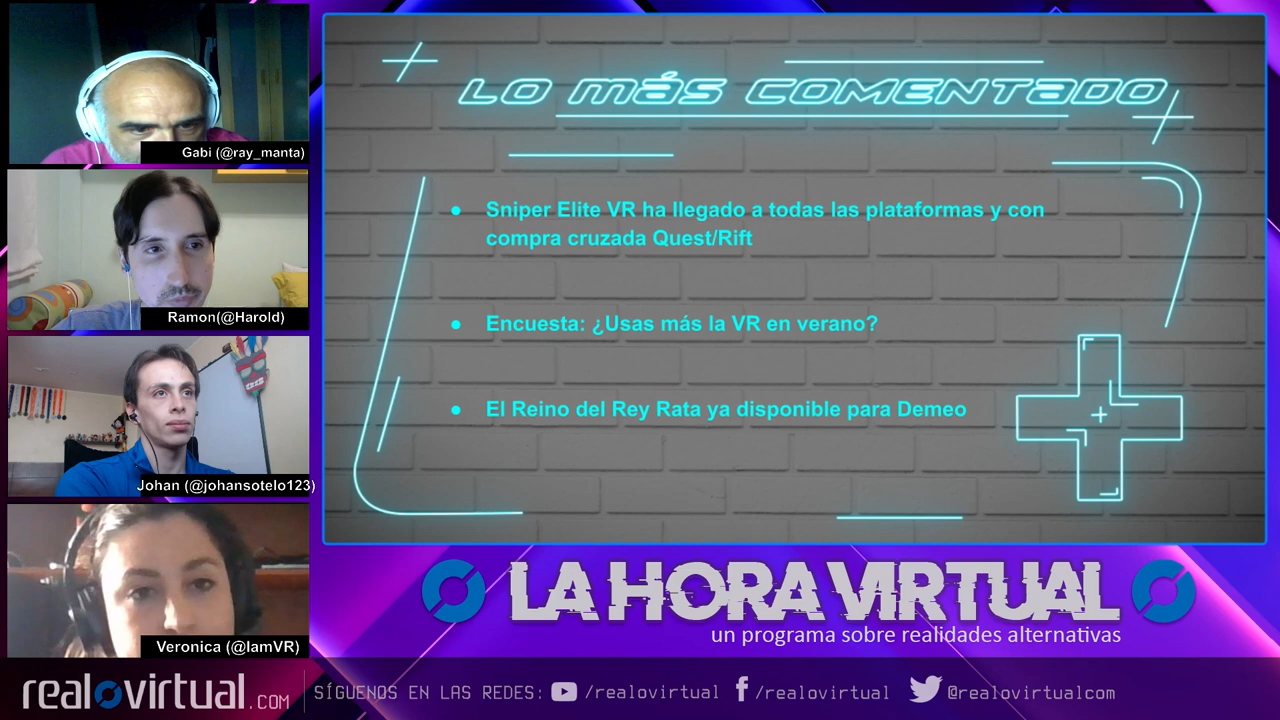 Gabi (@ray_manta)
Ramon(@Harold)
Johan (@johansotelo123)
Veronica (@IamVR)
LO MÁS COMENTADO
● Sniper Elite VR ha llegado a todas las plataformas y con
compra cruzada Quest/Rift
● Encuesta: ¿Usas más la VR en verano?
● El Reino del Rey Rata ya disponible para Demeo
LA HORA VIRTUAL
un programa sobre realidades alternativas
realovirtual.COM
SÍGUENOS EN LAS REDES: /realovirtual /realovirtual @realovirtualcom